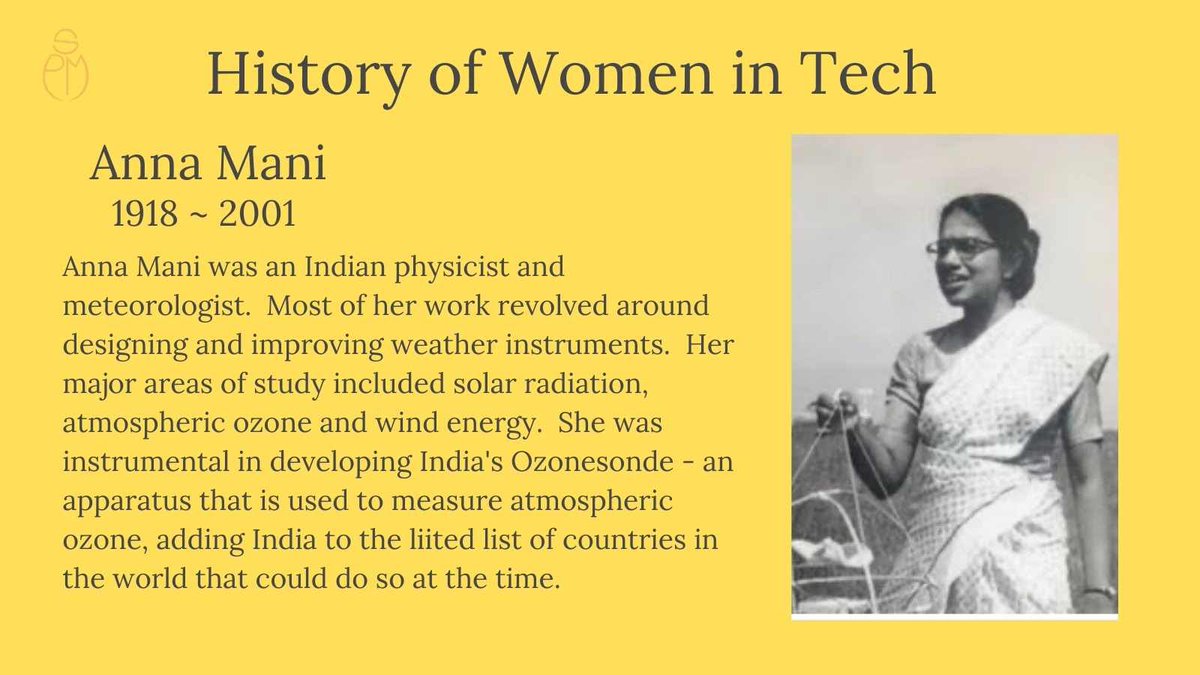 SPM
History of Women in Tech
Anna Mani
1918 ~ 2001
Anna Mani was an Indian physicist and
meteorologist.  Most of her work revolved around
designing and improving weather instruments.  Her
major areas of study included solar radiation,
atmospheric ozone and wind energy.  She was
instrumental in developing India's Ozonesonde - an
apparatus that is used to measure atmospheric
ozone, adding India to the liited list of countries in
the world that could do so at the time.